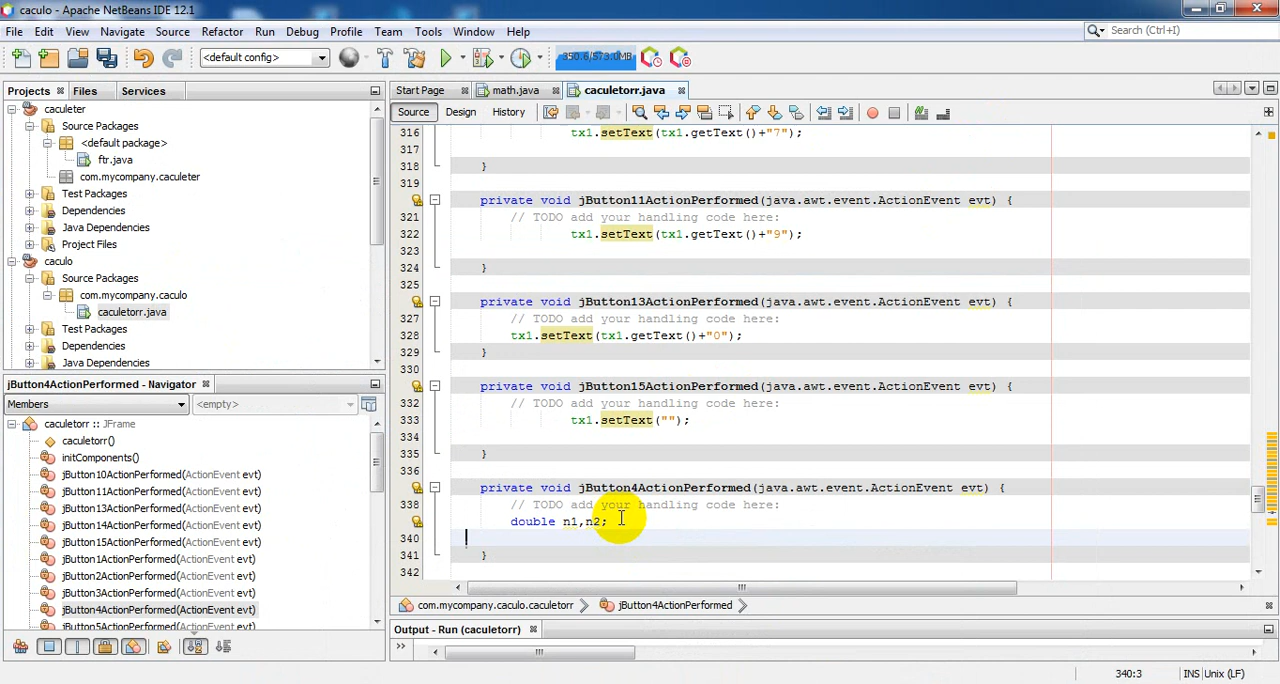 caculo - Apache NetBeans IDE 12.1
File Edit View Navigate Source Refactor Run Debug Profile Team Tools Window Help
Search (Ctrl+I)
<default config>
350.6/573.0MB
Projects Files Services
Start Page math.java caculetorr.java
Source Design History
caculeter
Source Packages
<default package>
ftr.java
com.mycompany.caculeter
Test Packages
Dependencies
Java Dependencies
Project Files
caculo
Source Packages
com.mycompany.caculo
caculetorr.java
Test Packages
Dependencies
Java Dependencies
jButton4ActionPerformed - Navigator
Members
<empty>
caculetorr :: JFrame
caculetorr()
initComponents()
jButton10ActionPerformed(ActionEvent evt)
jButton11ActionPerformed(ActionEvent evt)
jButton13ActionPerformed(ActionEvent evt)
jButton14ActionPerformed(ActionEvent evt)
jButton15ActionPerformed(ActionEvent evt)
jButton1ActionPerformed(ActionEvent evt)
jButton2ActionPerformed(ActionEvent evt)
jButton3ActionPerformed(ActionEvent evt)
jButton4ActionPerformed(ActionEvent evt)
jButton5ActionPerformed(ActionEvent evt)
316 tx1.setText(tx1.getText()+"7");
317
318 }
319
private void jButton11ActionPerformed(java.awt.event.ActionEvent evt) {
321 // TODO add your handling code here:
322 tx1.setText(tx1.getText()+"9");
323
324 }
325
private void jButton13ActionPerformed(java.awt.event.ActionEvent evt) {
327 // TODO add your handling code here:
328 tx1.setText(tx1.getText()+"0");
329 }
330
private void jButton15ActionPerformed(java.awt.event.ActionEvent evt) {
332 // TODO add your handling code here:
333 tx1.setText("");
334
335 }
336
private void jButton4ActionPerformed(java.awt.event.ActionEvent evt) {
338 // TODO add your handling code here:
double n1,n2;
340
341 }
342
com.mycompany.caculo.caculetorr jButton4ActionPerformed
Output - Run (caculetorr)
340:3 INS Unix (LF)